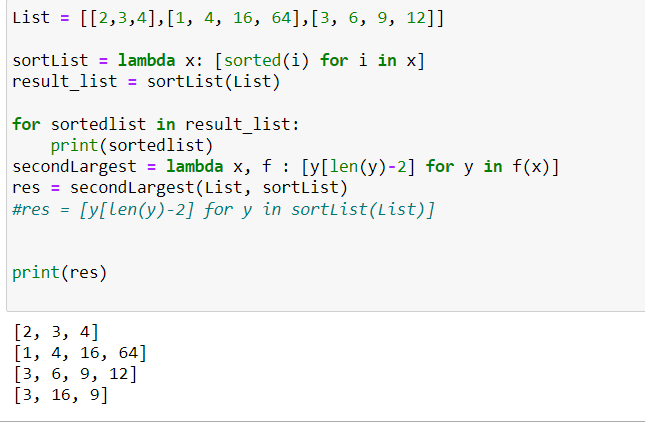 List = [[2,3,4],[1, 4, 16, 64],[3, 6, 9, 12]]
sortList = lambda x: [sorted(i) for i in x]
result_list = sortList(List)
for sortedlist in result_list:
    print(sortedlist)
secondLargest = lambda x, f : [y[len(y)-2] for y in f(x)]
res = secondLargest(List, sortList)
#res = [y[len(y)-2] for y in sortList(List)]
print(res)
[2, 3, 4]
[1, 4, 16, 64]
[3, 6, 9, 12]
[3, 16, 9]